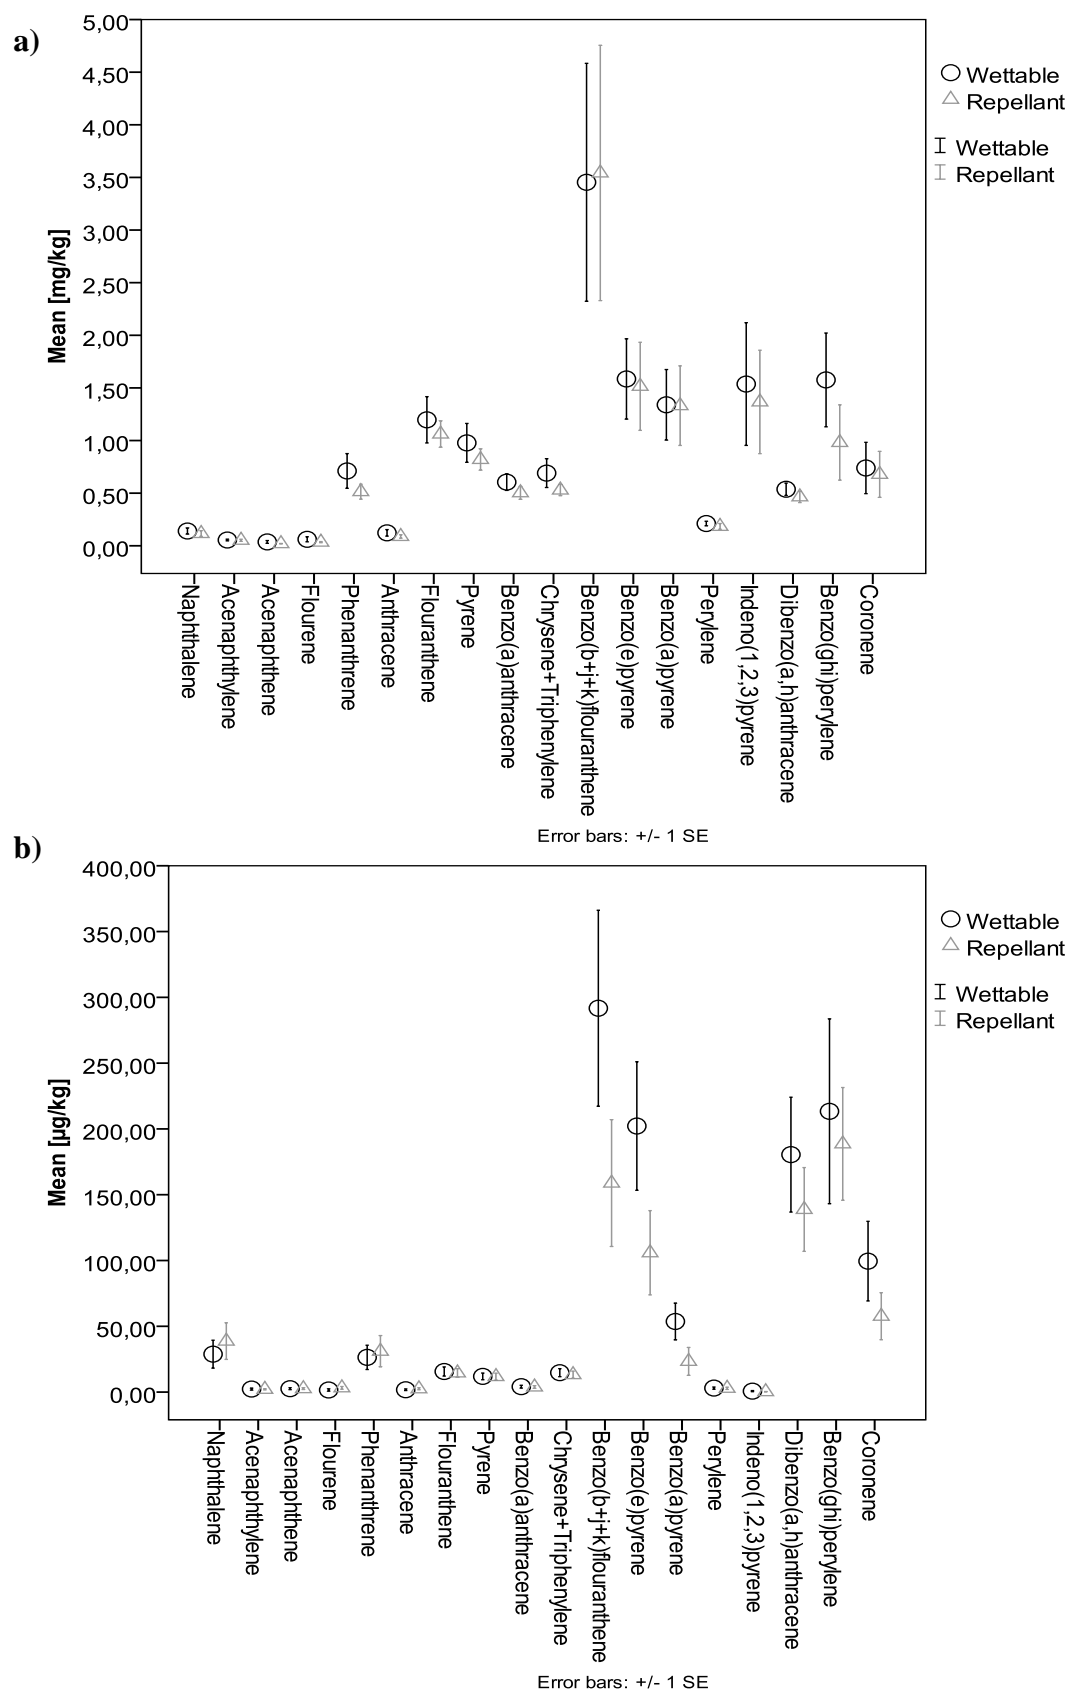 a)
5,00
4,50
4,00
3,50
3,00
2,50
2,00
1,50
1,00
0,50
0,00
Mean [mg/kg]
Wettable
Repellant
Wettable
Repellant
Naphthalene
Acenaphthylene
Acenaphthene
Flourene
Phenanthrene
Anthracene
Flouranthene
Pyrene
Benzo(a)anthracene
Chrysene+Triphenylene
Benzo(b+j+k)flouranthene
Benzo(e)pyrene
Benzo(a)pyrene
Perylene
Indeno(1,2,3)pyrene
Dibenzo(a,h)anthracene
Benzo(ghi)perylene
Coronene
Error bars: +/- 1 SE
b)
400,00
350,00
300,00
250,00
200,00
150,00
100,00
50,00
0,00
Mean [µg/kg]
Wettable
Repellant
Wettable
Repellant
Naphthalene
Acenaphthylene
Acenaphthene
Flourene
Phenanthrene
Anthracene
Flouranthene
Pyrene
Benzo(a)anthracene
Chrysene+Triphenylene
Benzo(b+j+k)flouranthene
Benzo(e)pyrene
Benzo(a)pyrene
Perylene
Indeno(1,2,3)pyrene
Dibenzo(a,h)anthracene
Benzo(ghi)perylene
Coronene
Error bars: +/- 1 SE